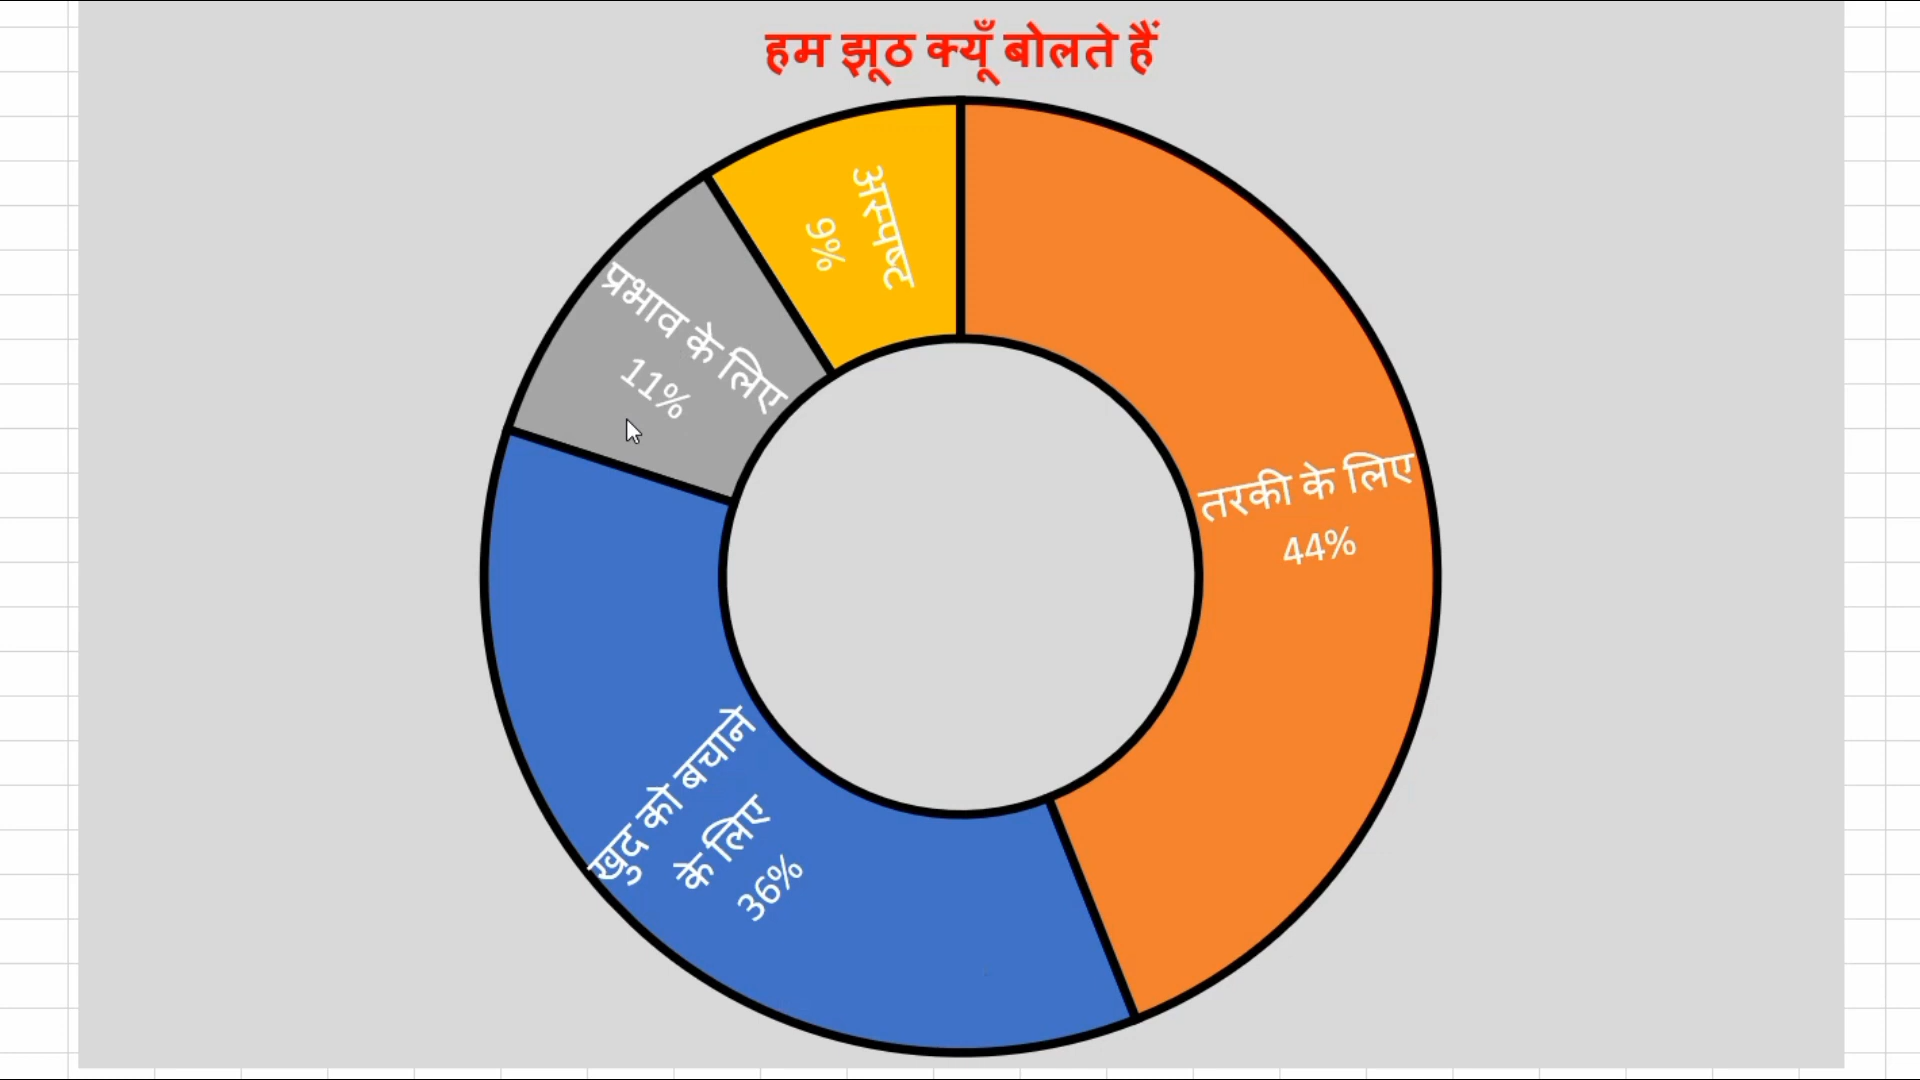 हम झूठ क्यूँ बोलते हैं
अस्पष्ट
9%
प्रभाव के लिए
11%
तरकी के लिए
44%
खुद को बचाने
के लिए
36%